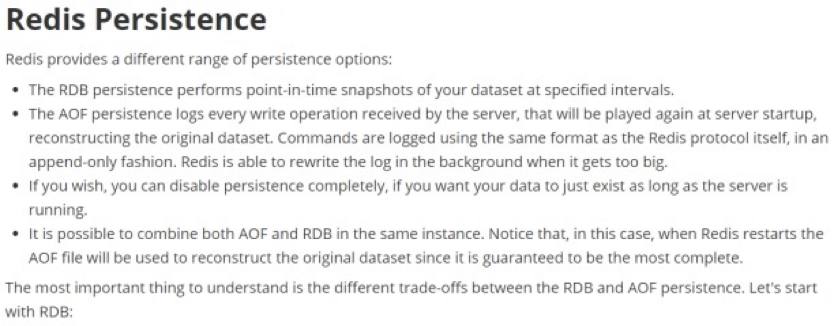 Redis Persistence
Redis provides a different range of persistence options:
• The RDB persistence performs point-in-time snapshots of your dataset at specified intervals.
• The AOF persistence logs every write operation received by the server, that will be played again at server startup,
reconstructing the original dataset. Commands are logged using the same format as the Redis protocol itself, in an
append-only fashion. Redis is able to rewrite the log in the background when it gets too big.
• If you wish, you can disable persistence completely, if you want your data to just exist as long as the server is
running.
• It is possible to combine both AOF and RDB in the same instance. Notice that, in this case, when Redis restarts the
AOF file will be used to reconstruct the original dataset since it is guaranteed to be the most complete.
The most important thing to understand is the different trade-offs between the RDB and AOF persistence. Let's start
with RDB: